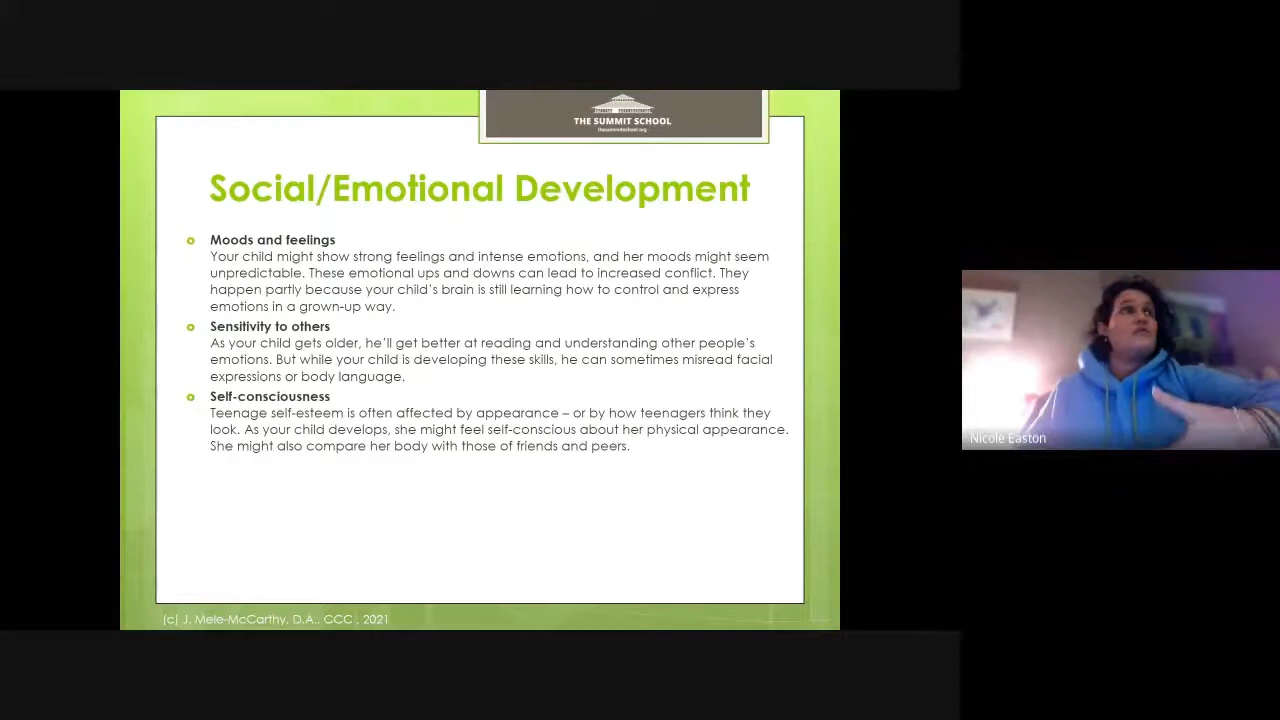 THE SUMMIT SCHOOL
thesummitschool.org
Social/Emotional Development
Moods and feelings
Your child might show strong feelings and intense emotions, and her moods might seem
unpredictable. These emotional ups and downs can lead to increased conflict. They
happen partly because your child's brain is still learning how to control and express
emotions in a grown-up way.
Sensitivity to others
As your child gets older, he'll get better at reading and understanding other people's
emotions. But while your child is developing these skills, he can sometimes misread facial
expressions or body language.
Self-consciousness
Teenage self-esteem is often affected by appearance – or by how teenagers think they
look. As your child develops, she might feel self-conscious about her physical appearance.
She might also compare her body with those of friends and peers.
Nicole Easton
(c) J. Mele-McCarthy, D.A., CCC , 2021